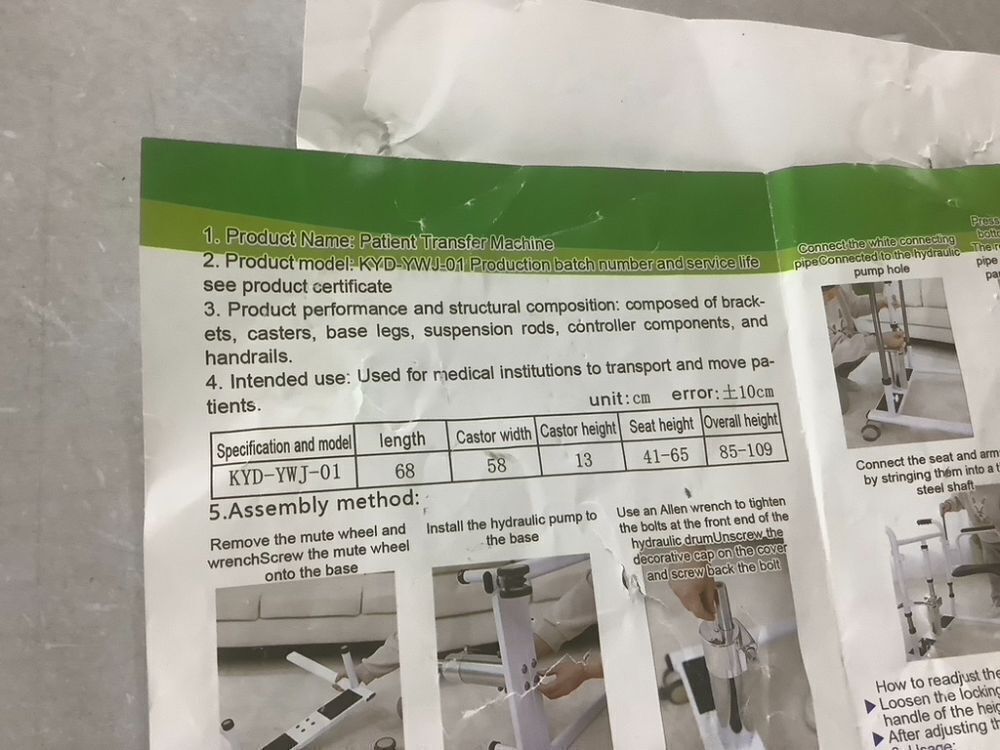 1. Product Name: Patient Transfer Machine
2. Product model: KYD-YWJ-01 Production batch number and service life
see product certificate
3. Product performance and structural composition: composed of brack-
ets, casters, base legs, suspension rods, controller components, and
handrails.
4. Intended use: Used for medical institutions to transport and move pa-
tients.
unit:cm error:±10cm
Specification and model length Castor width Castor height Seat height Overall height
KYD-YWJ-01 68 58 13 41-65 85-109
5.Assembly method:
Remove the mute wheel and
wrenchScrew the mute wheel
onto the base
Install the hydraulic pump to
the base
Use an Allen wrench to tighten
the bolts at the front end of the
hydraulic drumUnscrew the
decorative cap on the cover
and screw back the bolt
Connect the white connecting
pipeConnected to the hydraulic
pump hole
Press
pipe
Connect the seat and arm
by stringing them into a
steel shaft
How to readjust the
▶ Loosen the locking
handle of the
▶ After adjusting